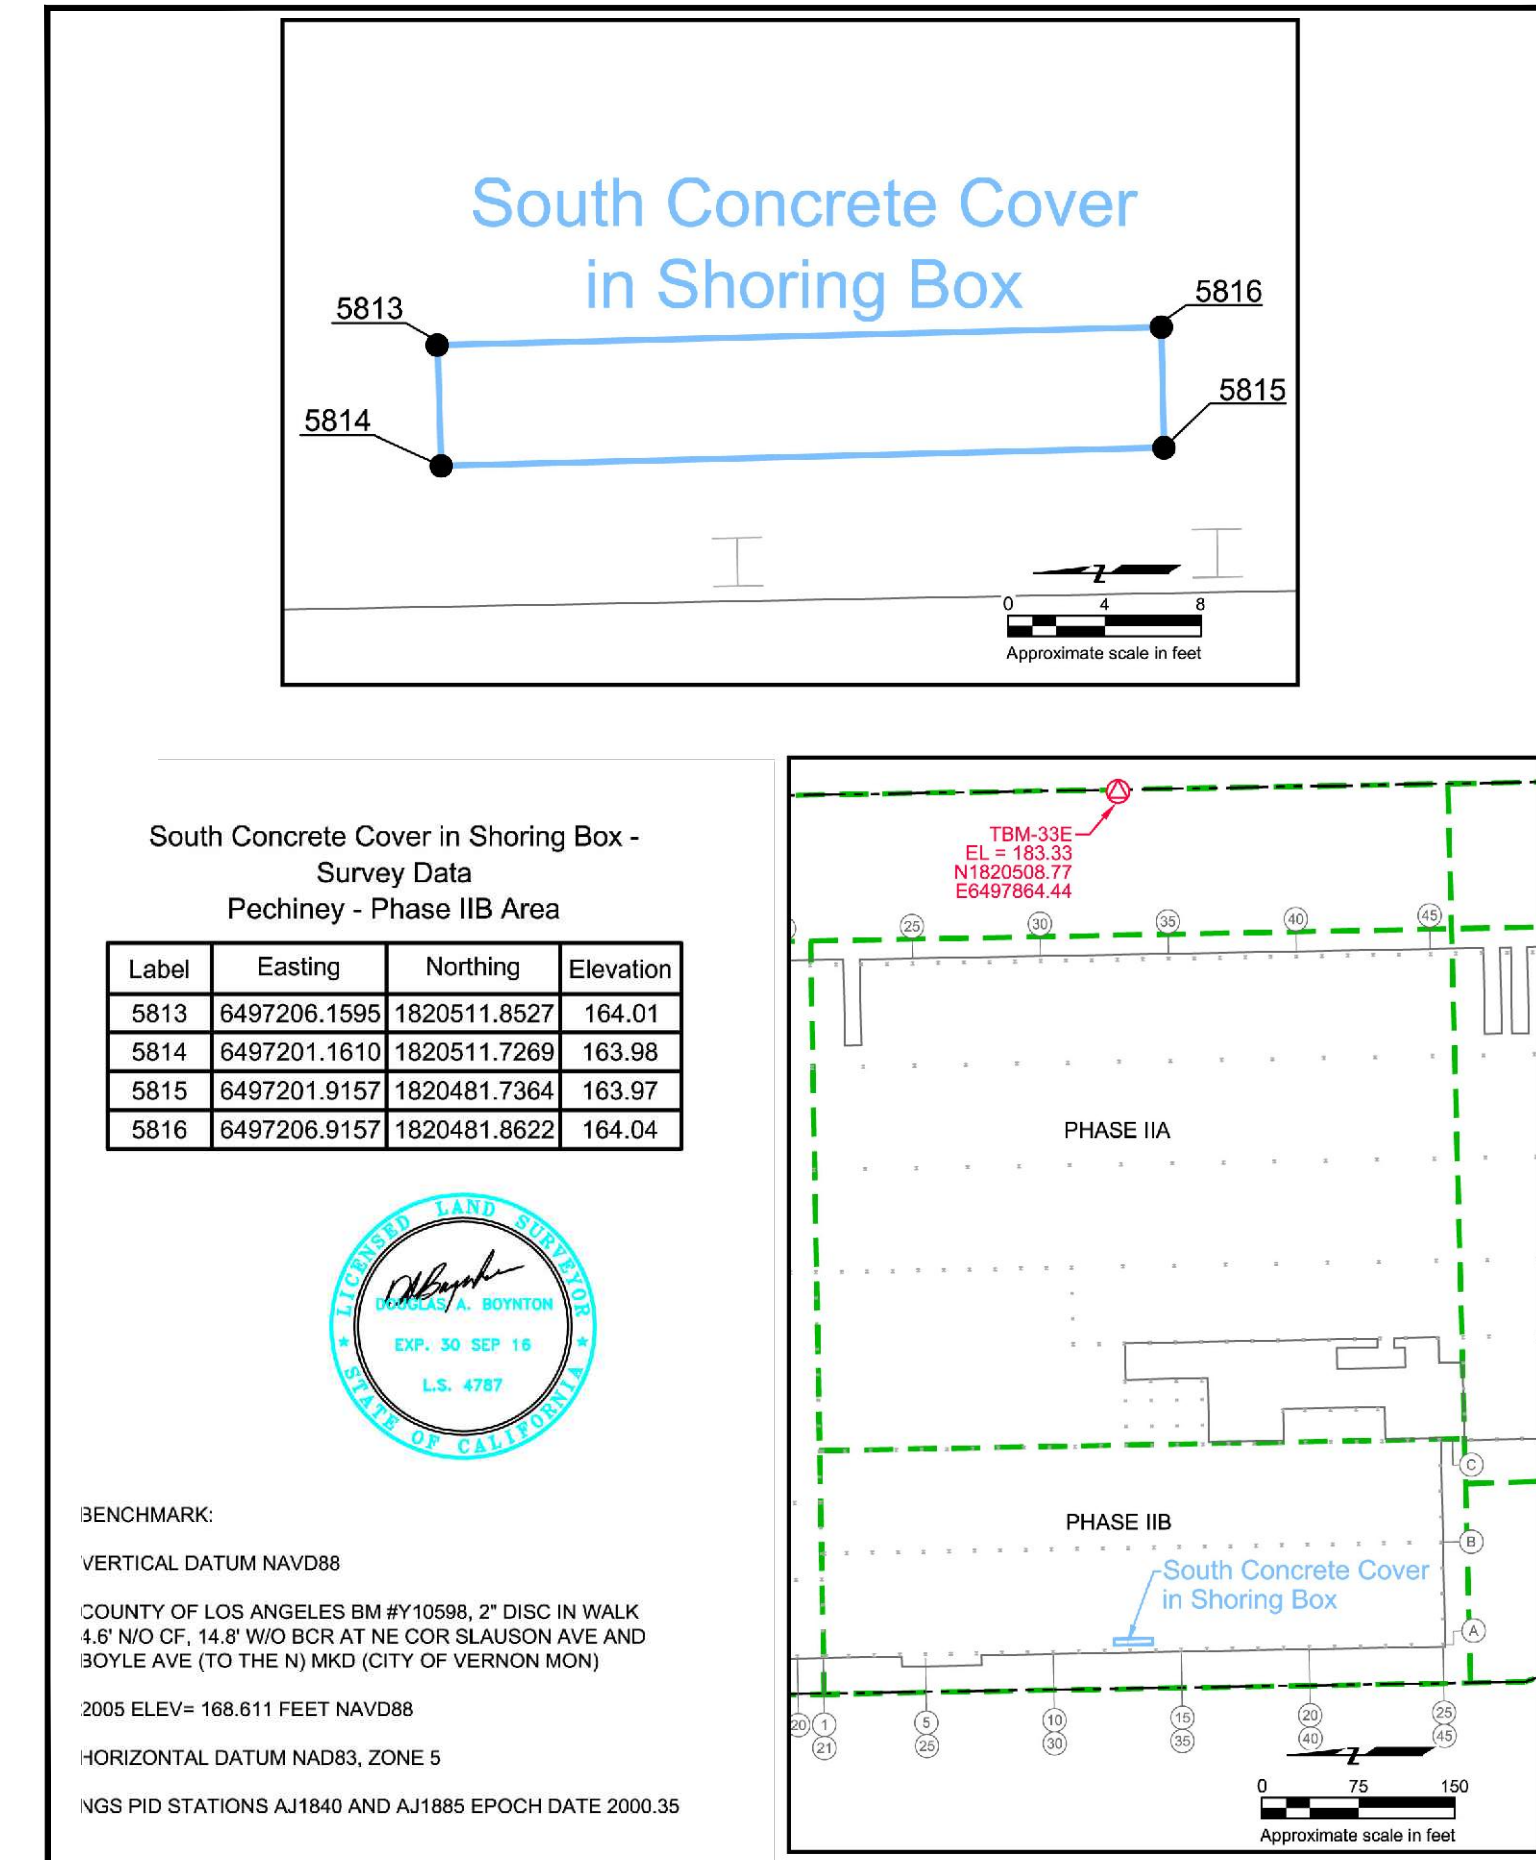 South Concrete Cover
in Shoring Box
5813
5816
5814
5815
Z
0 4 8
Approximate scale in feet
South Concrete Cover in Shoring Box -
Survey Data
Pechiney - Phase IIB Area
Label Easting Northing Elevation
5813 6497206.1595 1820511.8527 164.01
5814 6497201.1610 1820511.7269 163.98
5815 6497201.9157 1820481.7364 163.97
5816 6497206.9157 1820481.8622 164.04
LICENSED LAND SURVEYOR
DOUGLAS A. BOYNTON
EXP. 30 SEP 16
L.S. 4787
STATE OF CALIFORNIA
BENCHMARK:
VERTICAL DATUM NAVD88
COUNTY OF LOS ANGELES BM #Y10598, 2" DISC IN WALK
4.6' N/O CF, 14.8' W/O BCR AT NE COR SLAUSON AVE AND
BOYLE AVE (TO THE N) MKD (CITY OF VERNON MON)
2005 ELEV= 168.611 FEET NAVD88
HORIZONTAL DATUM NAD83, ZONE 5
NGS PID STATIONS AJ1840 AND AJ1885 EPOCH DATE 2000.35
TBM-33E
EL = 183.33
N1820508.77
E6497864.44
25 30 35 40 45
PHASE IIA
C
PHASE IIB
B
South Concrete Cover
in Shoring Box
A
20 1 5 10 15 20 25
21 25 30 35 40 45
Z
0 75 150
Approximate scale in feet